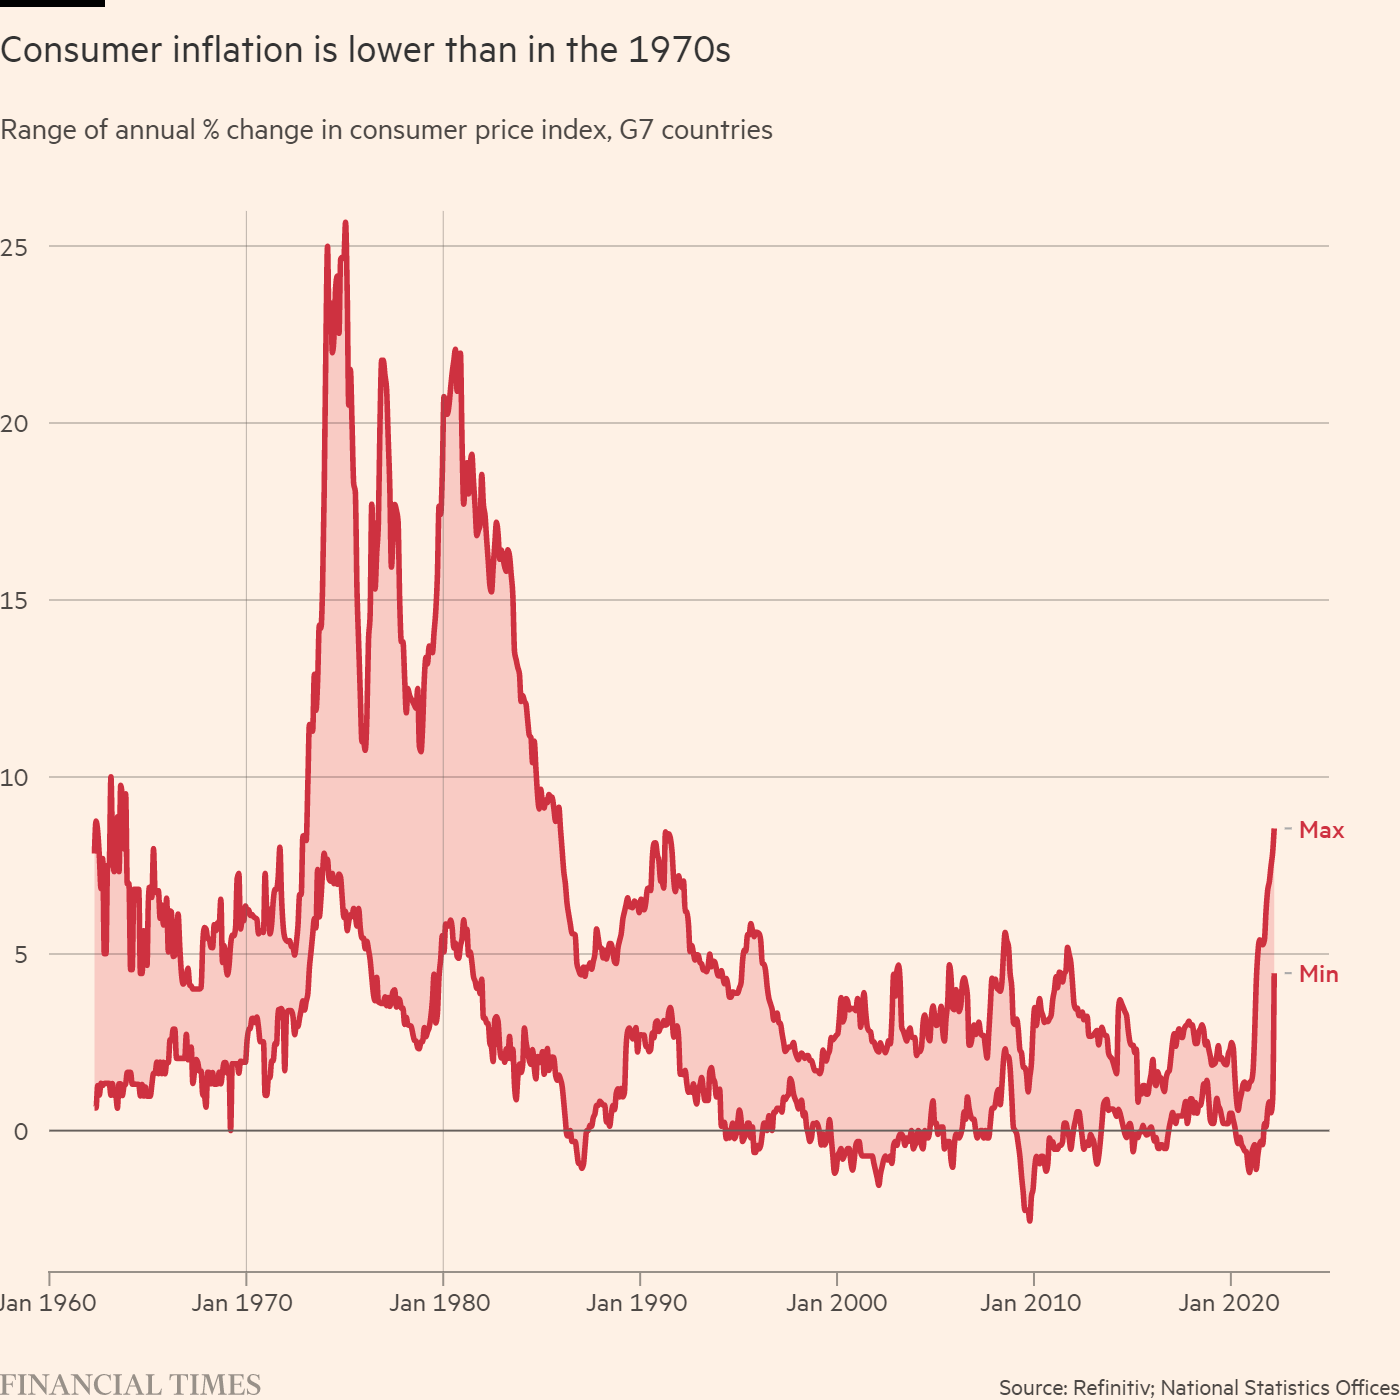 Consumer inflation is lower than in the 1970s
Range of annual % change in consumer price index, G7 countries
25
20
15
10
5
0
Max
Min
Jan 1960 Jan 1970 Jan 1980 Jan 1990 Jan 2000 Jan 2010 Jan 2020
FINANCIAL TIMES
Source: Refinitiv; National Statistics Offices